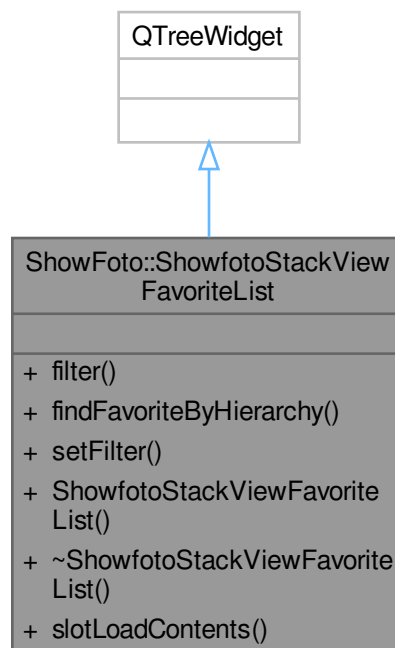 QTreeWidget
ShowFoto::ShowfotoStackView
FavoriteList
+ filter()
+ findFavoriteByHierarchy()
+ setFilter()
+ ShowfotoStackViewFavorite
List()
+ ~ShowfotoStackViewFavorite
List()
+ slotLoadContents()